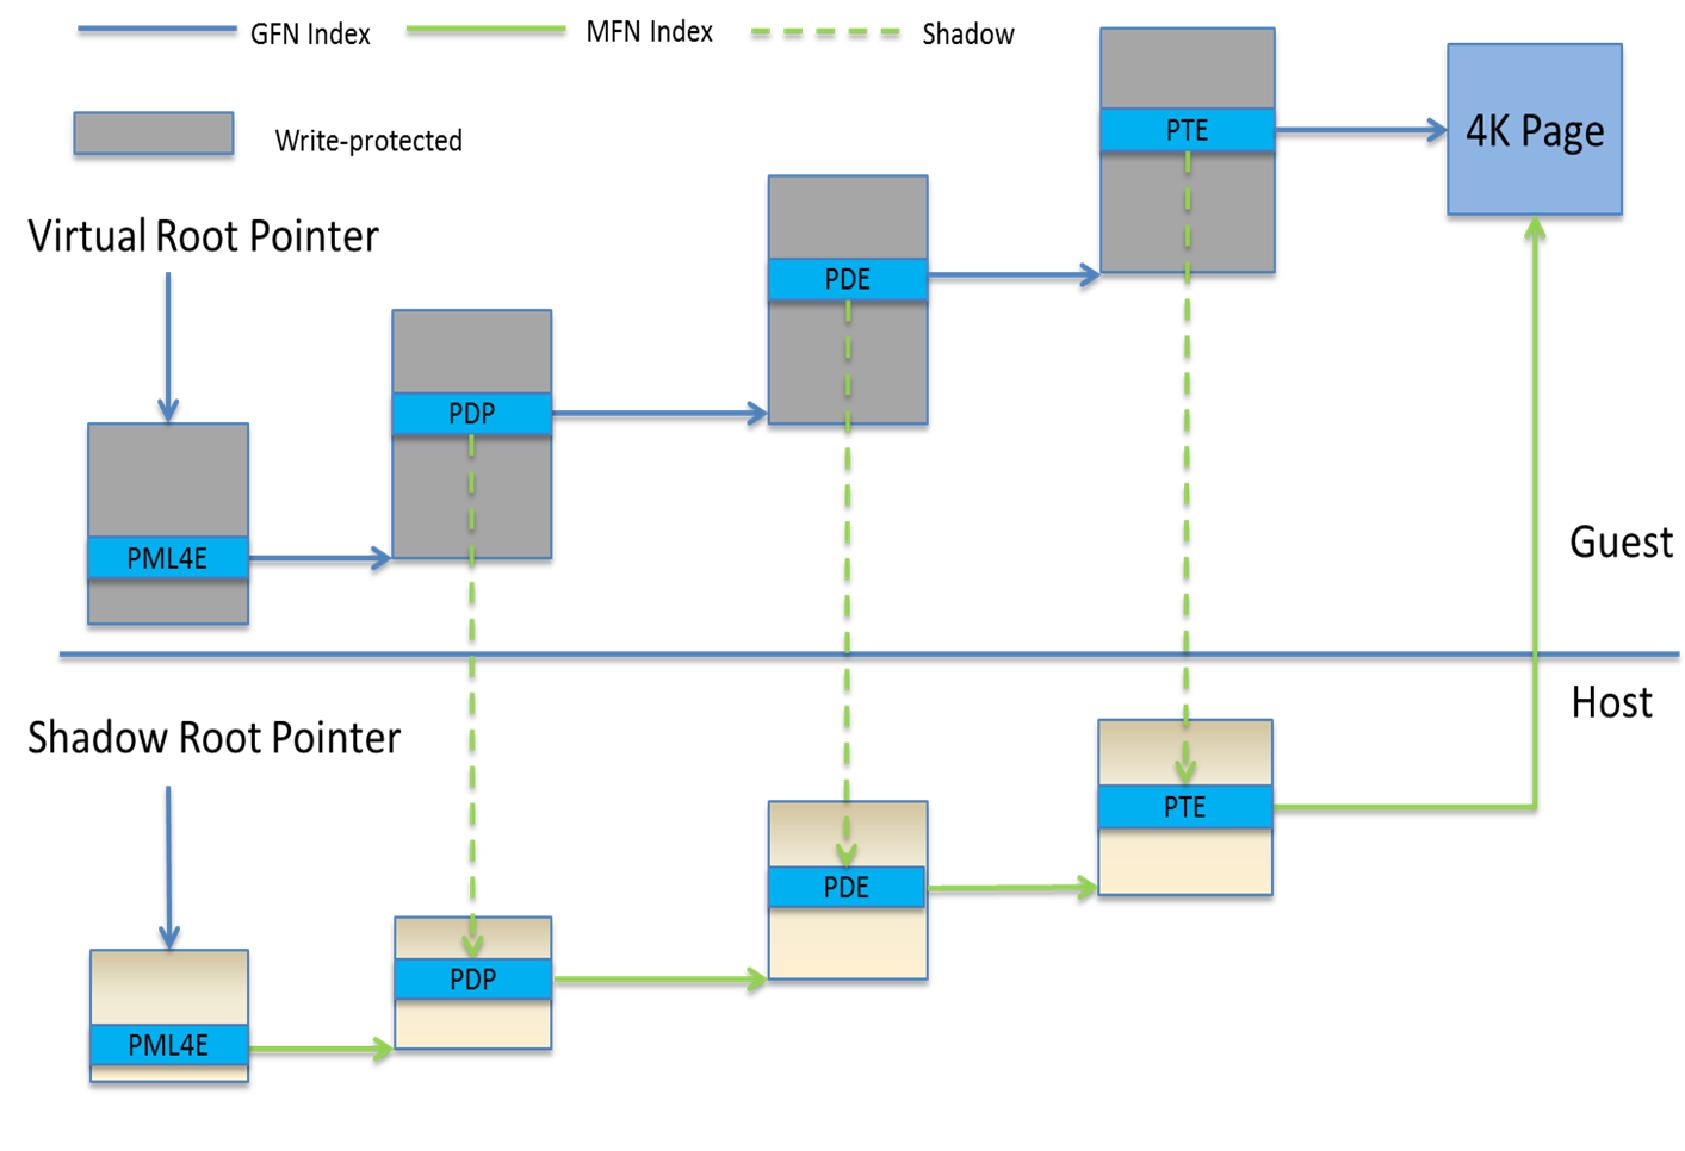 GFN Index
MFN Index
Shadow
Write-protected
PTE
4K Page
Virtual Root Pointer
PDE
PDP
PML4E
Guest
Host
Shadow Root Pointer
PTE
PDE
PDP
PML4E